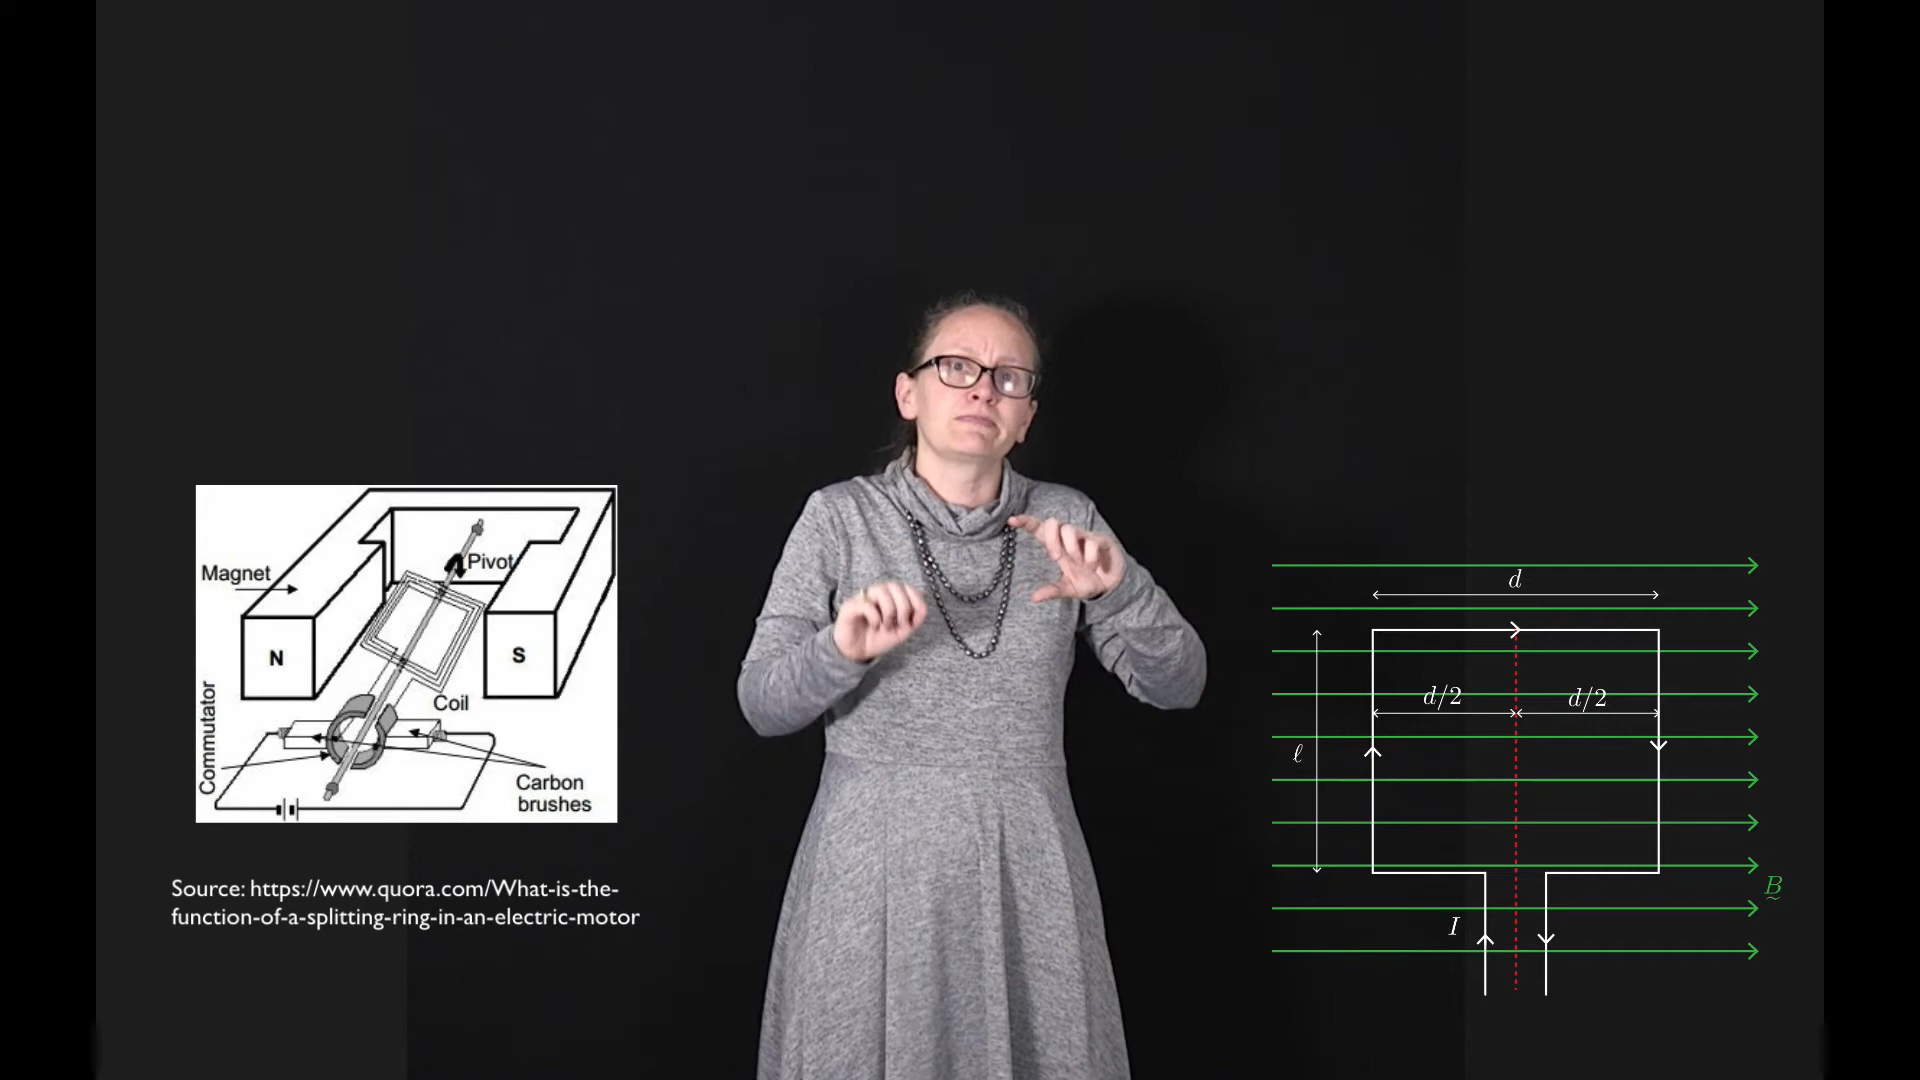 Magnet
Pivot
N
S
Commutator
Coil
Carbon
brushes
Source: https://www.quora.com/What-is-the-
function-of-a-splitting-ring-in-an-electric-motor
d
d/2
d/2
ℓ
B
I